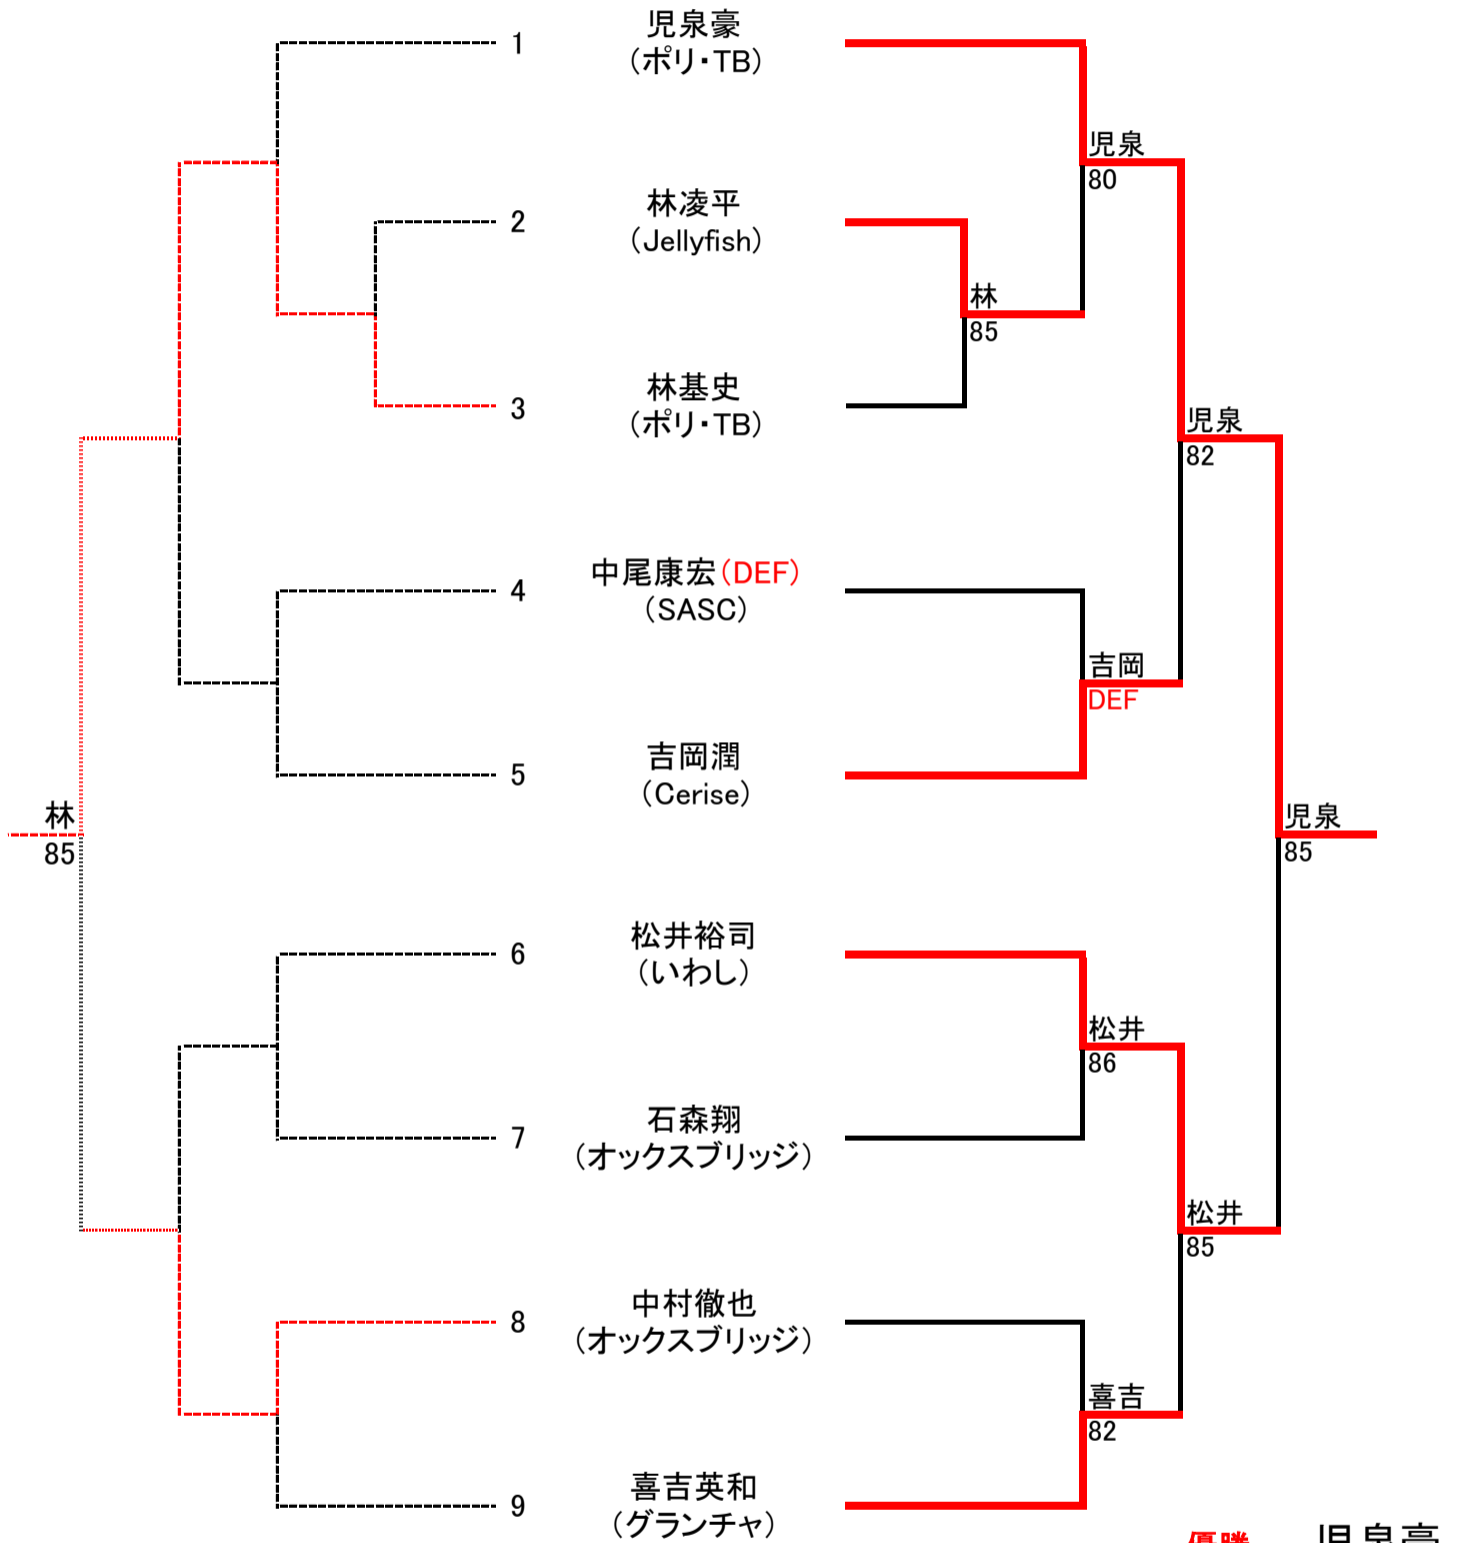 1
児泉豪
(ポリ・TB)
児泉
80
2
林凌平
(Jellyfish)
林
85
3
林基史
(ポリ・TB)
児泉
82
4
中尾康宏(DEF)
(SASC)
吉岡
DEF
5
吉岡潤
(Cerise)
林
85
児泉
85
6
松井裕司
(いわし)
松井
86
7
石森翔
(オックスブリッジ)
松井
85
8
中村徹也
(オックスブリッジ)
喜吉
82
9
喜吉英和
(グランチャ)
優勝 児泉豪